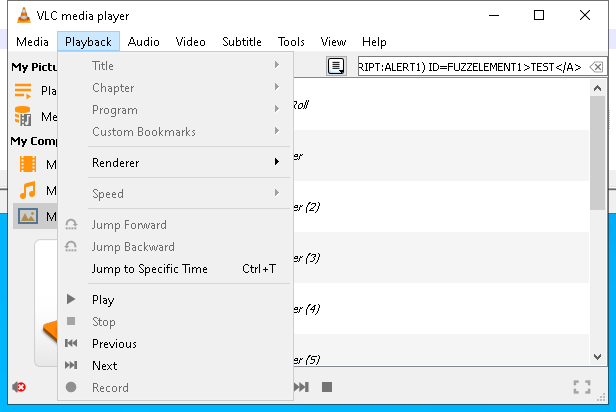 VLC media player
Media Playback Audio Video Subtitle Tools View Help
My Pictu
RIPT:ALERT1) ID=FUZZELEMENT1>TEST</A>
Pla
Me
My Comp
M
M
M
Title
Chapter
Program
Custom Bookmarks
Renderer
Speed
Jump Forward
Jump Backward
Jump to Specific Time Ctrl+T
Play
Stop
Previous
Next
Record
Roll
er
er (2)
er (3)
er (4)
er (5)